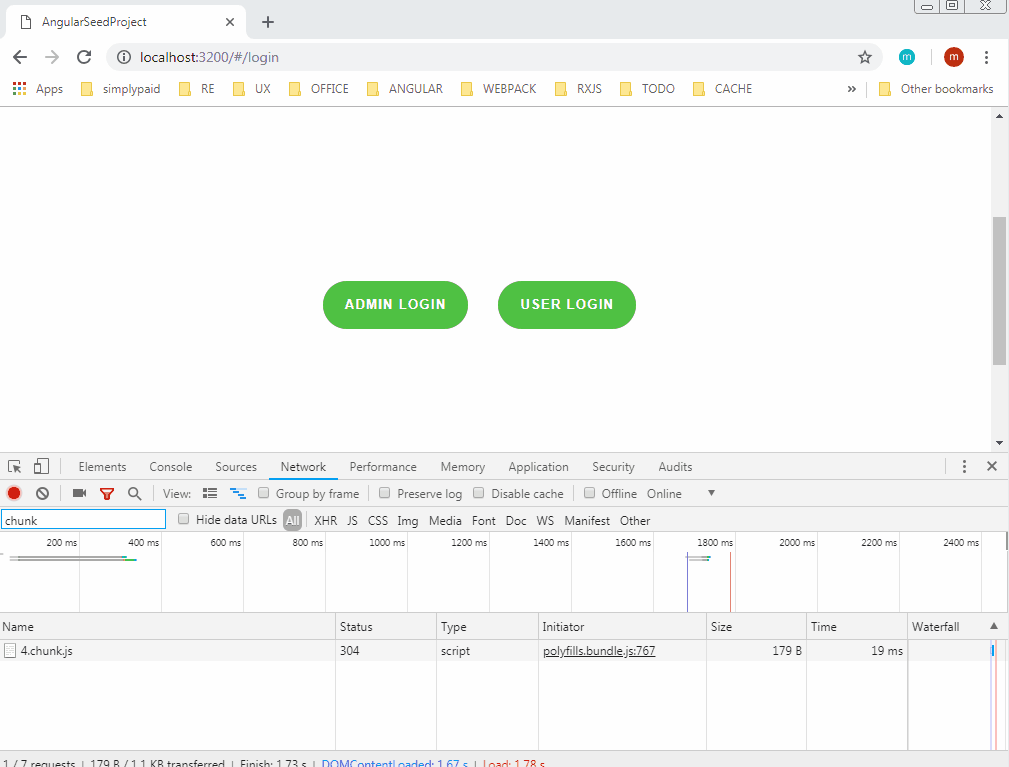 AngularSeedProject
localhost:3200/#/login
m
m
Apps simplypaid RE UX OFFICE ANGULAR WEBPACK RXJS TODO CACHE » Other bookmarks
ADMIN LOGIN USER LOGIN
Elements Console Sources Network Performance Memory Application Security Audits
View: Group by frame Preserve log Disable cache Offline Online
chunk Hide data URLs All XHR JS CSS Img Media Font Doc WS Manifest Other
200 ms 400 ms 600 ms 800 ms 1000 ms 1200 ms 1400 ms 1600 ms 1800 ms 2000 ms 2200 ms 2400 ms
Name Status Type Initiator Size Time Waterfall
4.chunk.js 304 script polyfills.bundle.js:767 179 B 19 ms
1 / 7 requests | 179 B / 1.1 KB transferred | Finish: 1.73 s | DOMContentLoaded: 1.67 s | Load: 1.78 s